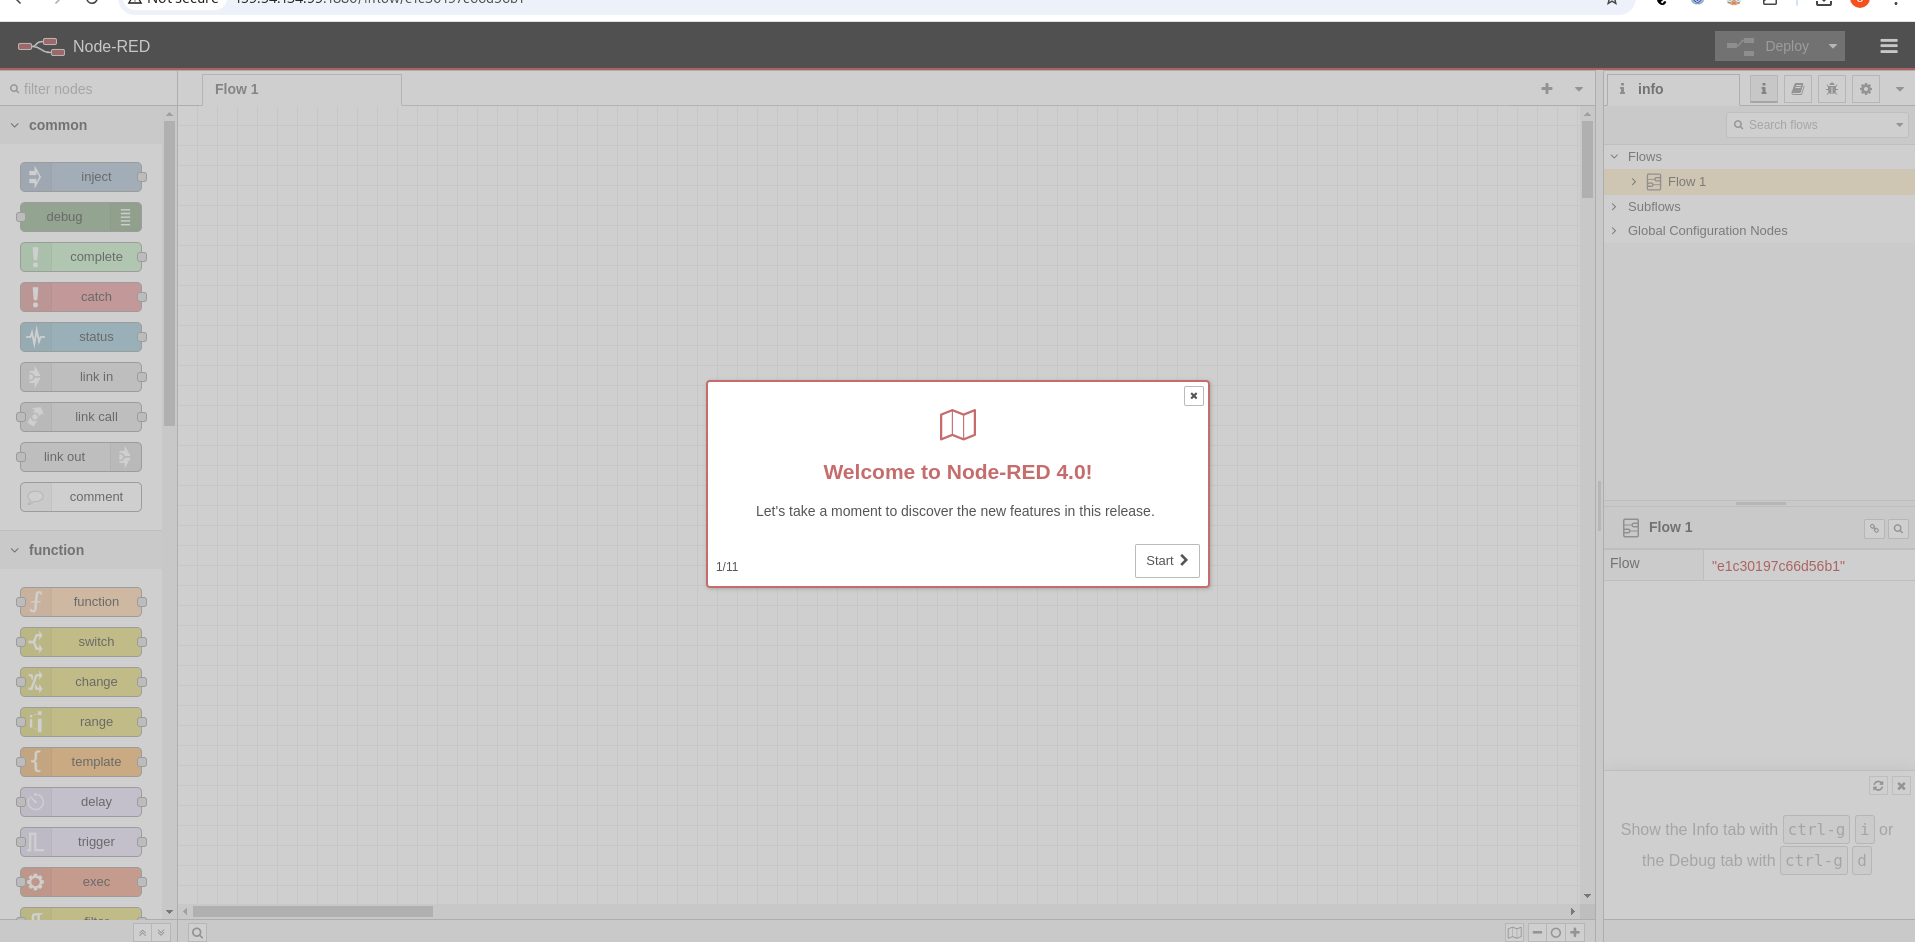 Not secure
Node-RED
Deploy
filter nodes
Flow 1
info
common
Search flows
inject
debug
complete
catch
status
link in
link call
link out
comment
function
function
switch
change
range
template
delay
trigger
exec
Flows
Flow 1
Subflows
Global Configuration Nodes
Welcome to Node-RED 4.0!
Let's take a moment to discover the new features in this release.
1/11
Start
Flow 1
Flow "e1c30197c66d56b1"
Show the Info tab with ctrl-g i or
the Debug tab with ctrl-g d